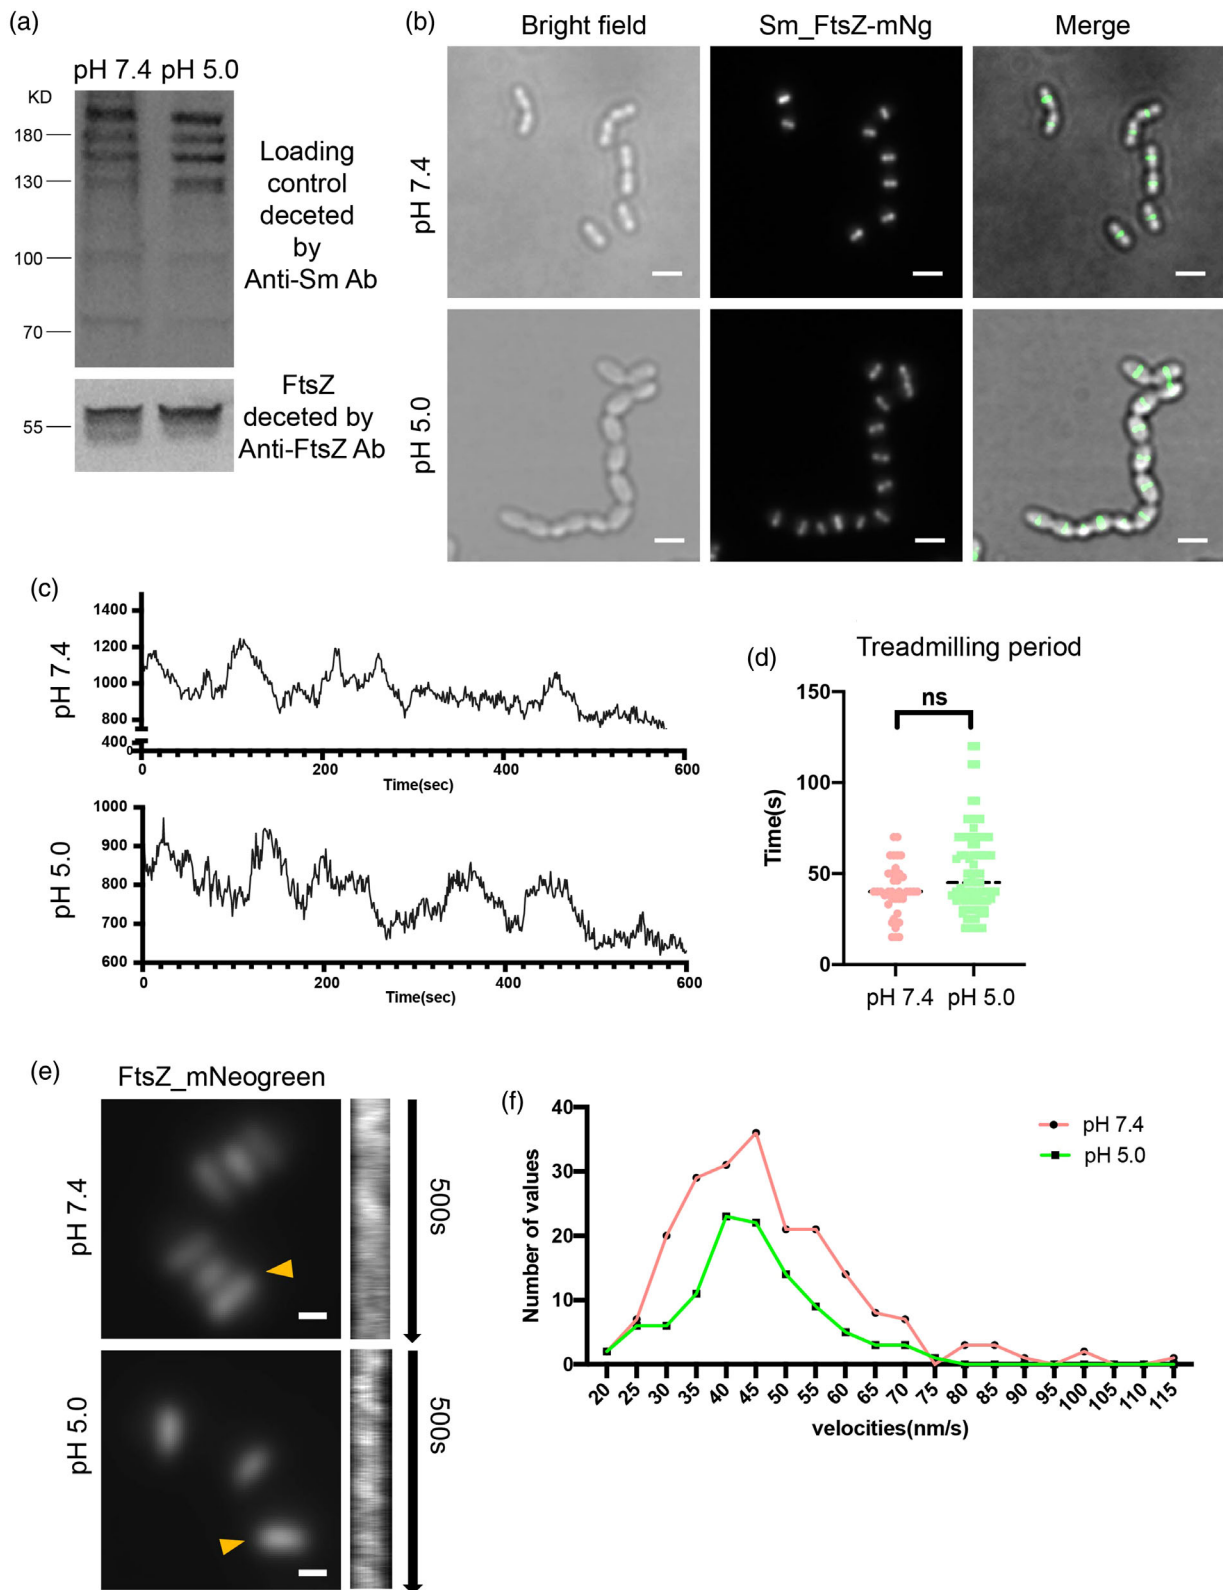 (a)
pH 7.4 pH 5.0
KD
180
130
100
70
Loading
control
deceted
by
Anti-Sm Ab
55
FtsZ
deceted by
Anti-FtsZ Ab
(b)
Bright field
Sm_FtsZ-mNg
Merge
pH 7.4
pH 5.0
(c)
pH 7.4
1400
1200
1000
800
400
0
0
200
400
600
Time(sec)
pH 5.0
1000
900
800
700
600
0
200
400
600
Time(sec)
(d)
Treadmilling period
ns
Time(s)
150
100
50
0
pH 7.4
pH 5.0
(e)
FtsZ_mNeogreen
pH 7.4
500s
pH 5.0
500s
(f)
Number of values
40
30
20
10
0
pH 7.4
pH 5.0
20 25 30 35 40 45 50 55 60 65 70 75 80 85 90 95 100 105 110 115
velocities(nm/s)